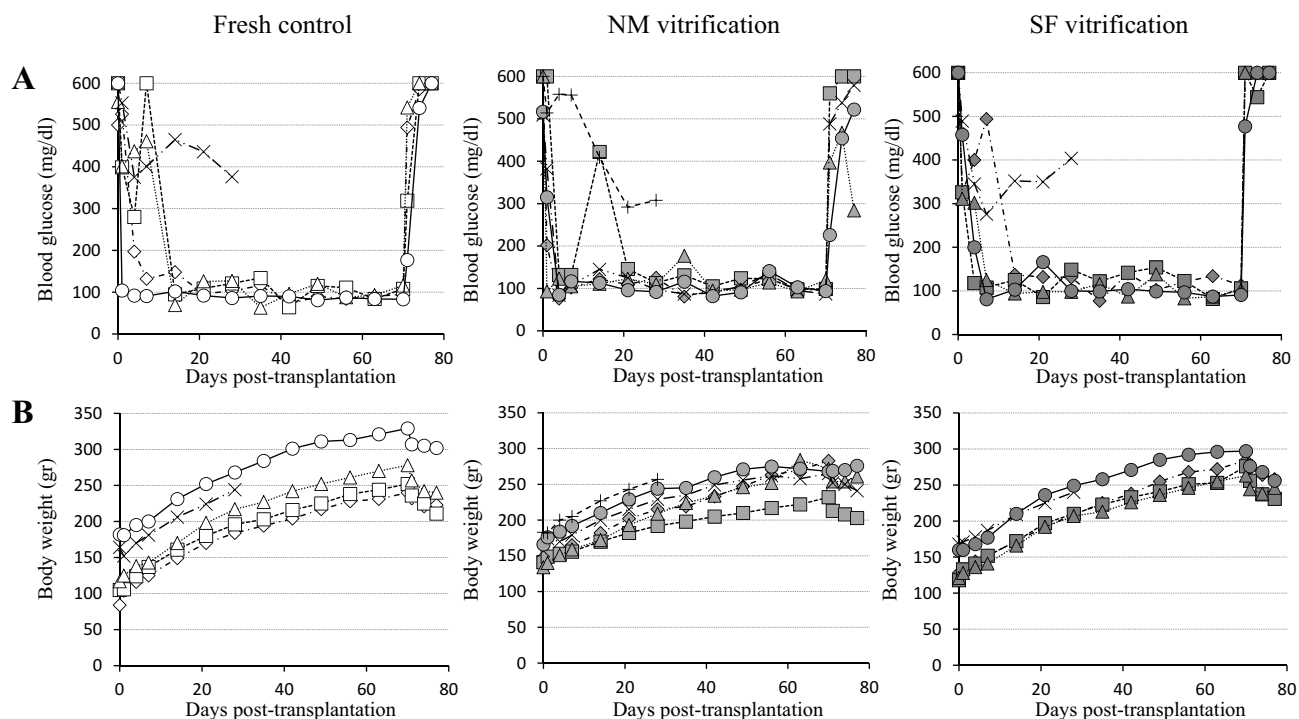 Fresh control NM vitrification SF vitrification
A
Blood glucose (mg/dl) Blood glucose (mg/dl) Blood glucose (mg/dl)
600 600 600
500 500 500
400 400 400
300 300 300
200 200 200
100 100 100
0 0 0
0 20 40 60 80 0 20 40 60 80 0 20 40 60 80
Days post-transplantation Days post-transplantation Days post-transplantation
B
Body weight (gr) Body weight (gr) Body weight (gr)
350 350 350
300 300 300
250 250 250
200 200 200
150 150 150
100 100 100
50 50 50
0 0 0
0 20 40 60 80 0 20 40 60 80 0 20 40 60 80
Days post-transplantation Days post-transplantation Days post-transplantation